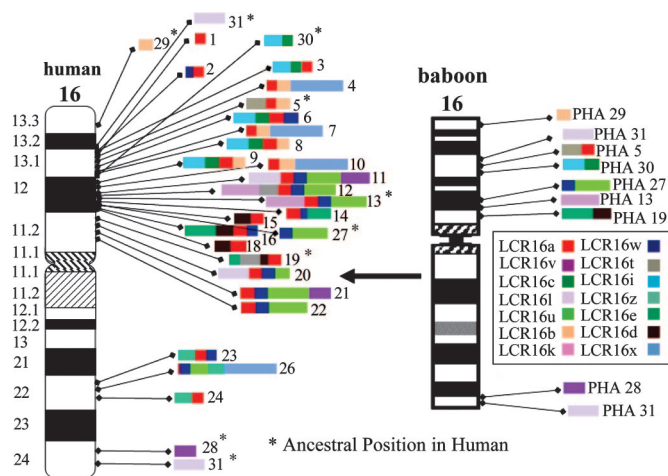 human
16
13.3
13.2
13.1
12
11.2
11.1
11.1
11.2
12.1
12.2
13
21
22
23
24
31*
29*
1
30*
2
3
4
5*
6
7
8
9
10
11
12
13*
14
15
16
27*
18
19*
20
21
22
23
26
24
28*
31*
* Ancestral Position in Human
baboon
16
PHA 29
PHA 31
PHA 5
PHA 30
PHA 27
PHA 13
PHA 19
LCR16a LCR16w
LCR16v LCR16t
LCR16c LCR16i
LCR16l LCR16z
LCR16u LCR16e
LCR16b LCR16d
LCR16k LCR16x
PHA 28
PHA 31